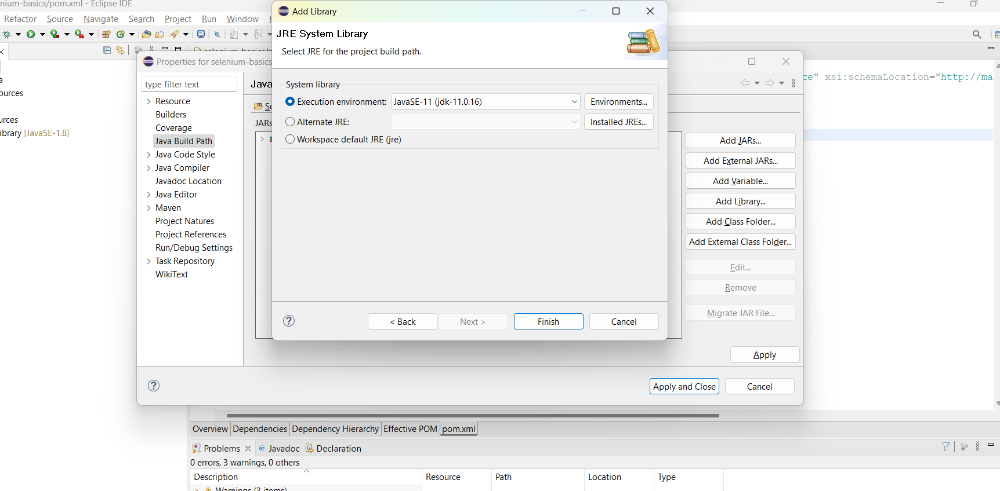 nium-basics/pom.xml - Eclipse IDE
Refactor Source Navigate Search Project Run Window
Add Library
JRE System Library
Select JRE for the project build path.
Properties for selenium-basics
type filter text
Resource
Builders
Coverage
Java Build Path
Java Code Style
Java Compiler
Javadoc Location
Java Editor
Maven
Project Natures
Project References
Run/Debug Settings
Task Repository
WikiText
a
ources
urces
ibrary [JavaSE-1.8]
Java
JARs
System library
Execution environment: JavaSE-11 (jdk-11.0.16) Environments...
Alternate JRE: Installed JREs...
Workspace default JRE (jre)
< Back Next > Finish Cancel
ce" xsi:schemaLocation="http://ma
Add JARs...
Add External JARs...
Add Variable...
Add Library...
Add Class Folder...
Add External Class Folder...
Edit...
Remove
Migrate JAR File...
Apply
Apply and Close Cancel
Overview Dependencies Dependency Hierarchy Effective POM pom.xml
Problems Javadoc Declaration
0 errors, 3 warnings, 0 others
Description Resource Path Location Type
Warnings (3 items)